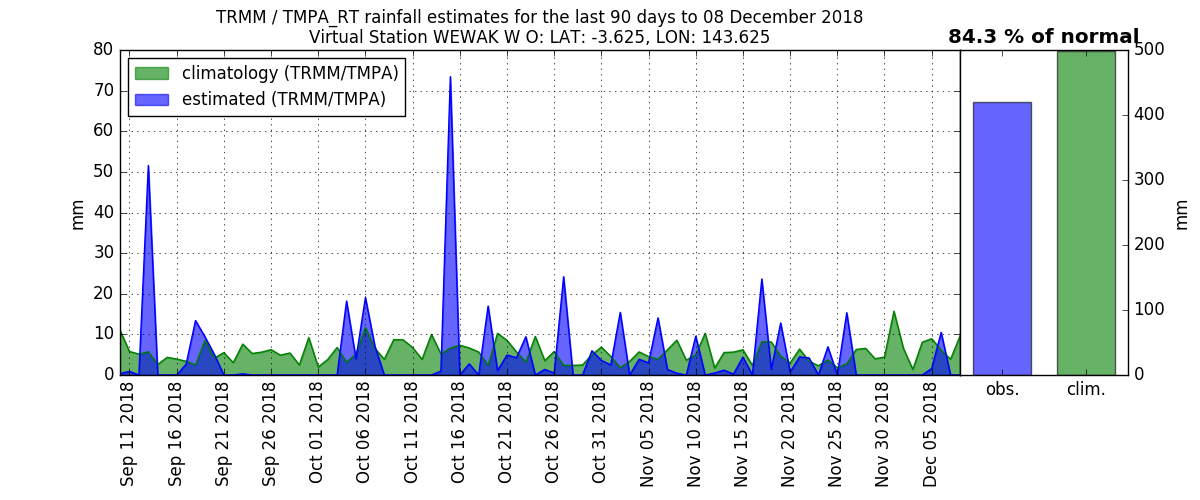 TRMM / TMPA_RT rainfall estimates for the last 90 days to 08 December 2018
Virtual Station WEWAK W O: LAT: -3.625, LON: 143.625
84.3 % of normal
climatology (TRMM/TMPA)
estimated (TRMM/TMPA)
80
70
60
50
40
30
20
10
0
mm
Sep 11 2018
Sep 16 2018
Sep 21 2018
Sep 26 2018
Oct 01 2018
Oct 06 2018
Oct 11 2018
Oct 16 2018
Oct 21 2018
Oct 26 2018
Oct 31 2018
Nov 05 2018
Nov 10 2018
Nov 15 2018
Nov 20 2018
Nov 25 2018
Nov 30 2018
Dec 05 2018
500
400
300
200
100
0
mm
obs.
clim.